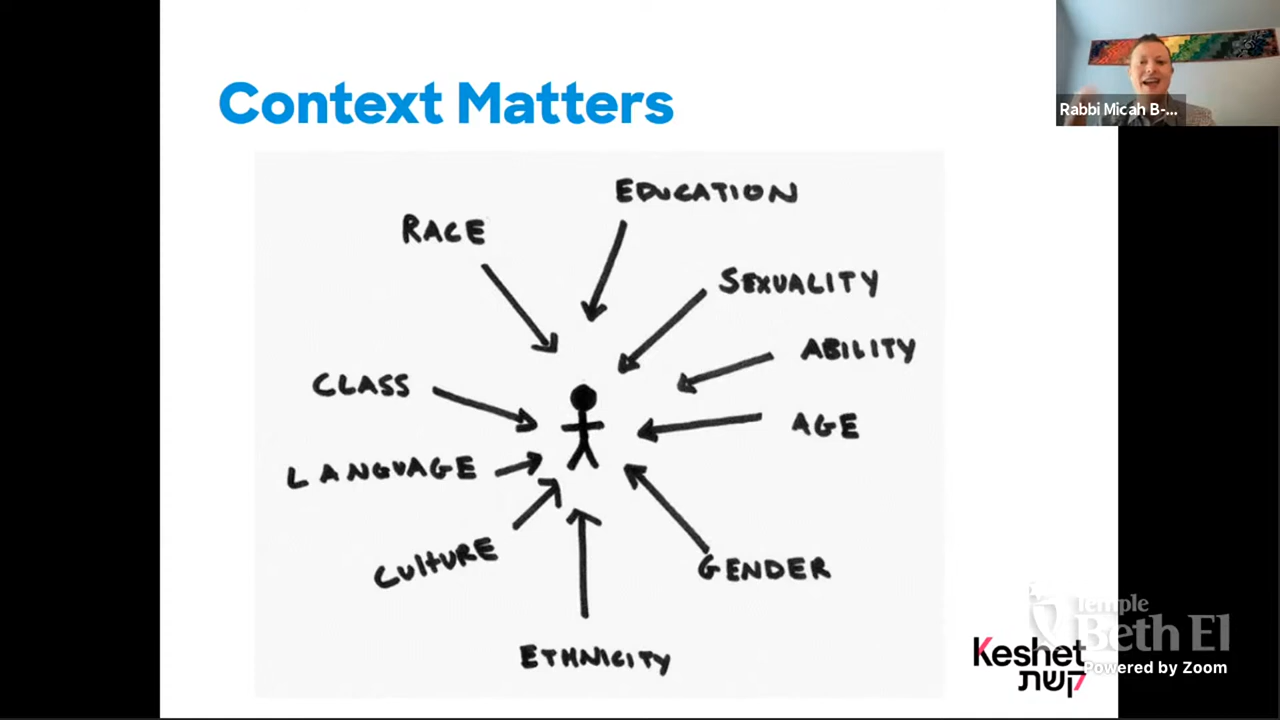 Context Matters
Rabbi Micah B-...
EDUCATION
RACE
SEXUALITY
ABILITY
CLASS
AGE
LANGUAGE
CULtURE
GENDER
ETHNICITY
Temple
Beth El
Keshet
קשת
Powered by Zoom